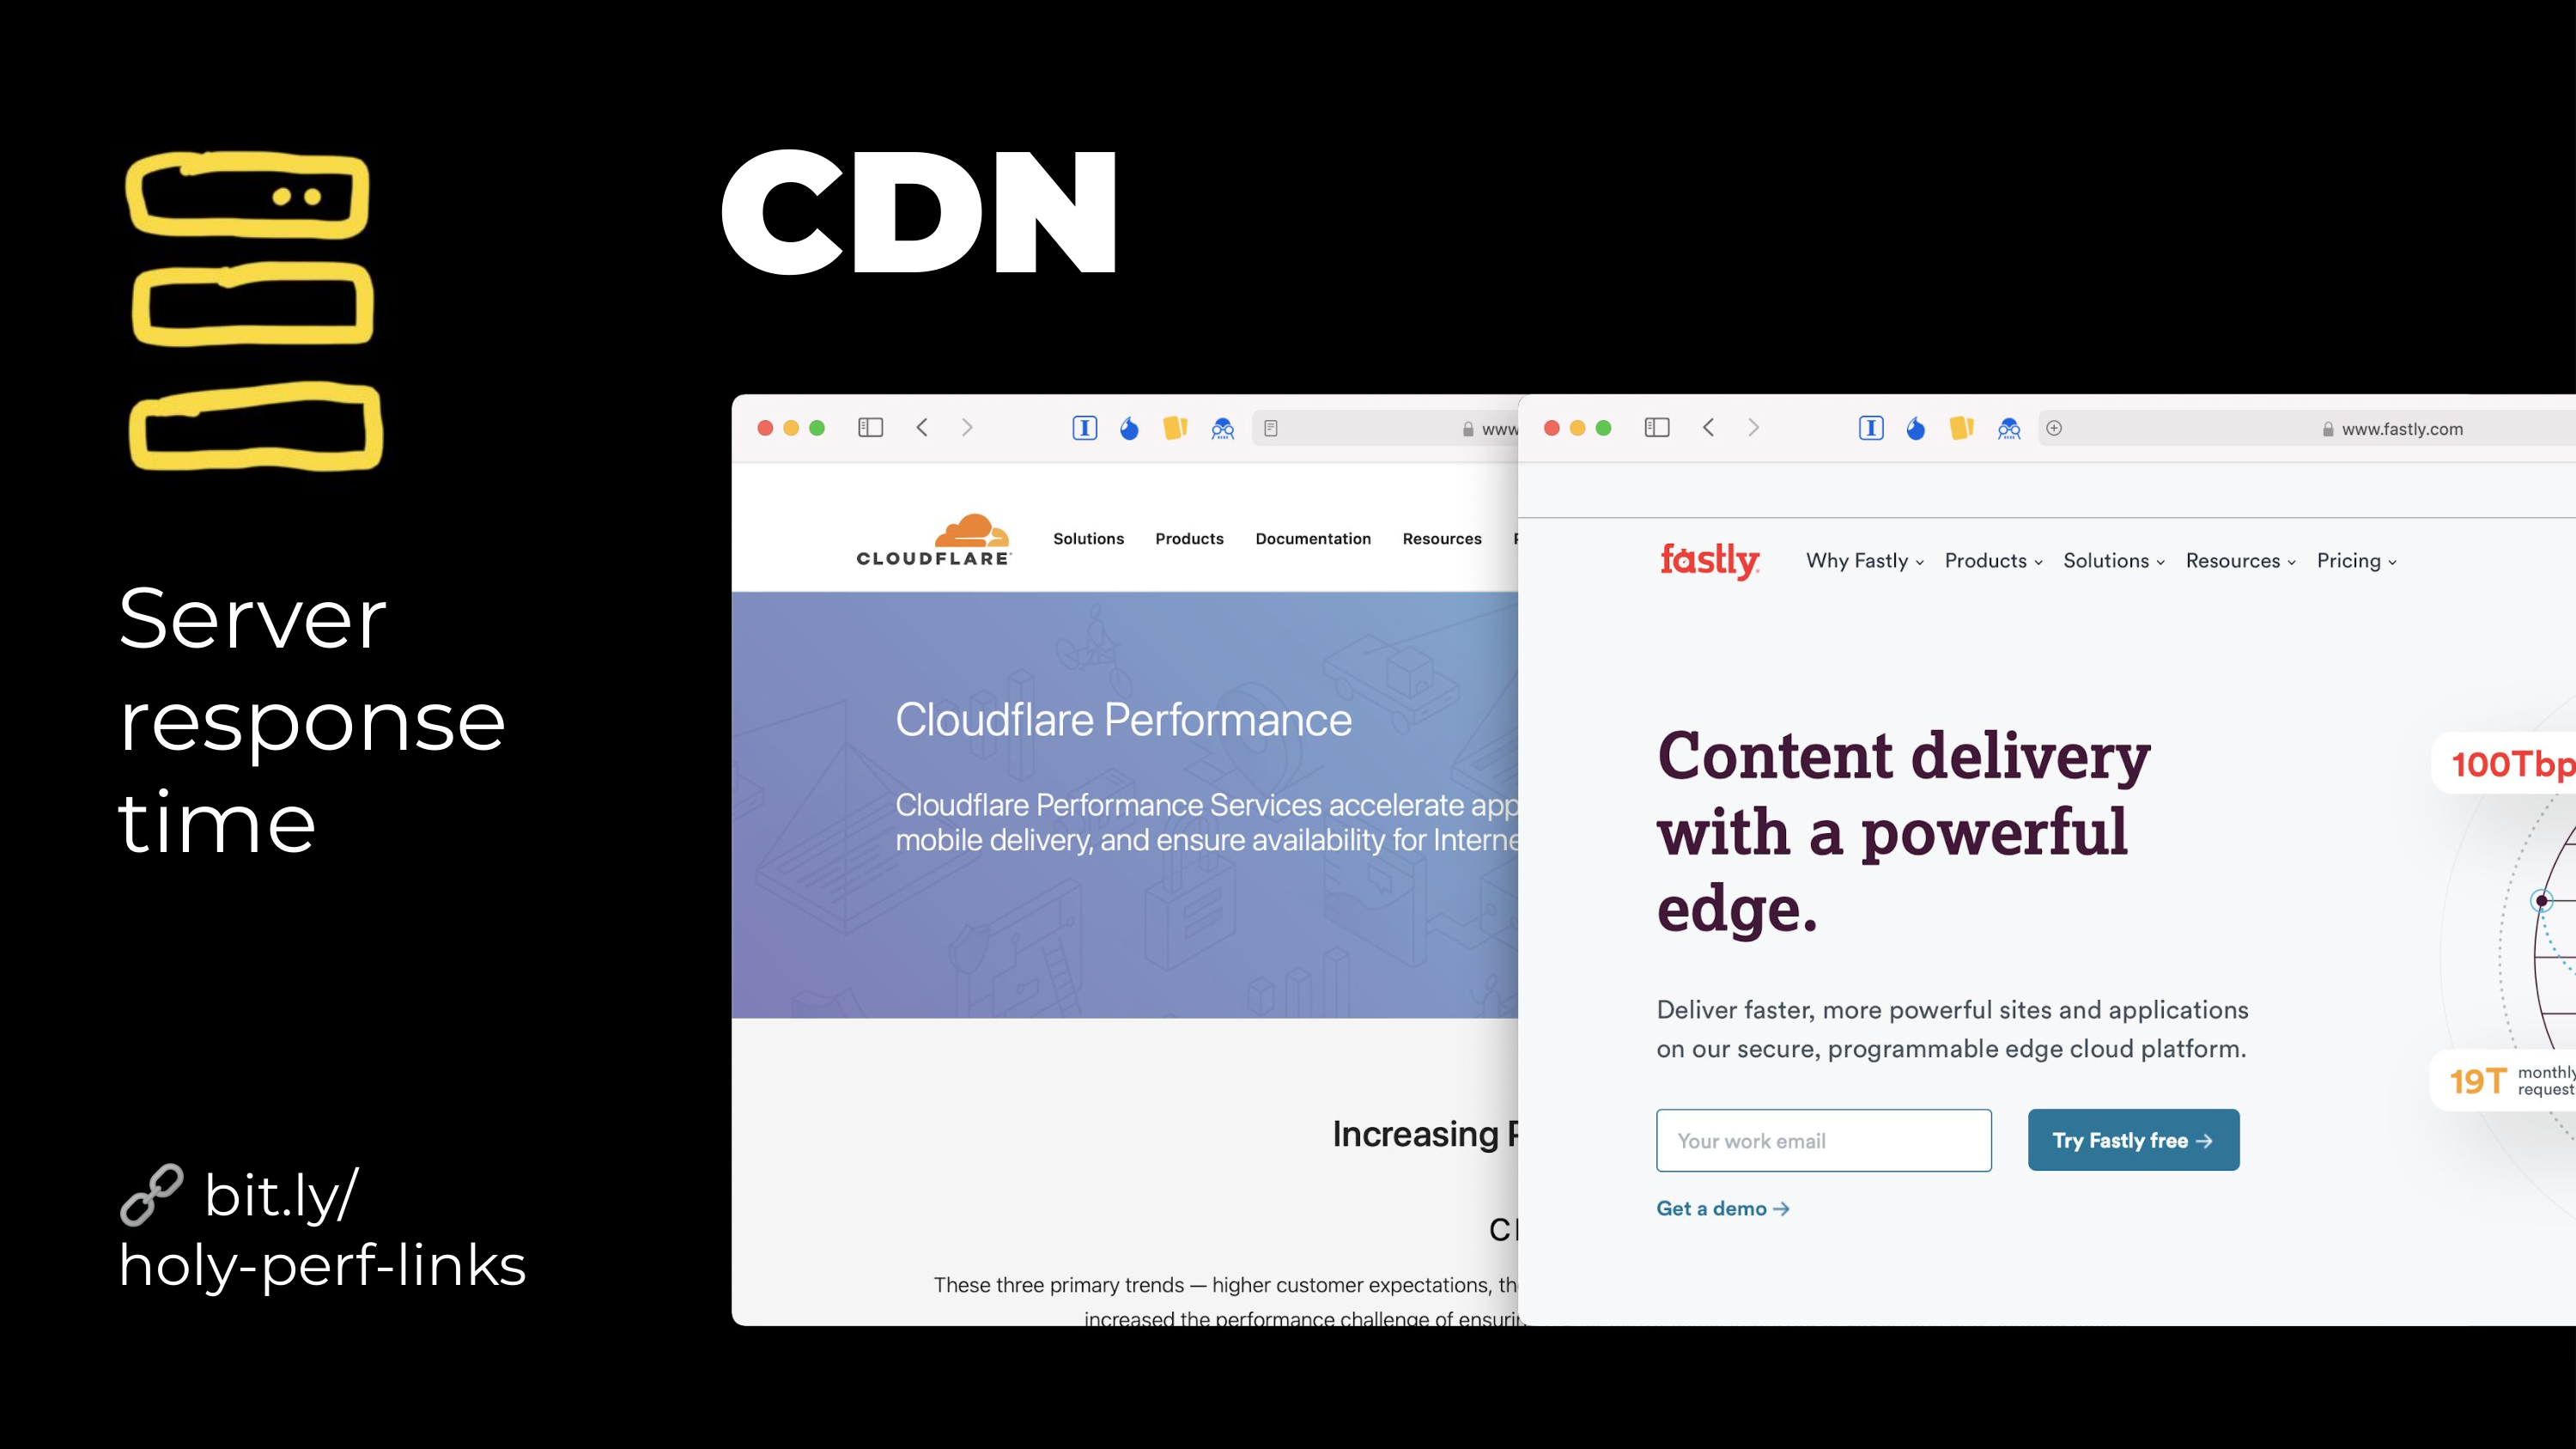 CDN
Server
response
time
bit.ly/
holy-perf-links
www
CLOUDFLARE
Solutions Products Documentation Resources
Cloudflare Performance
Cloudflare Performance Services accelerate app
mobile delivery, and ensure availability for Interne
Increasing
These three primary trends — higher customer expectations, the
increased the performance challenge of ensurin
www.fastly.com
fastly
Why Fastly Products Solutions Resources Pricing
Content delivery
with a powerful
edge.
Deliver faster, more powerful sites and applications
on our secure, programmable edge cloud platform.
Your work email
Try Fastly free →
Get a demo →
100Tbp
19T monthly
request